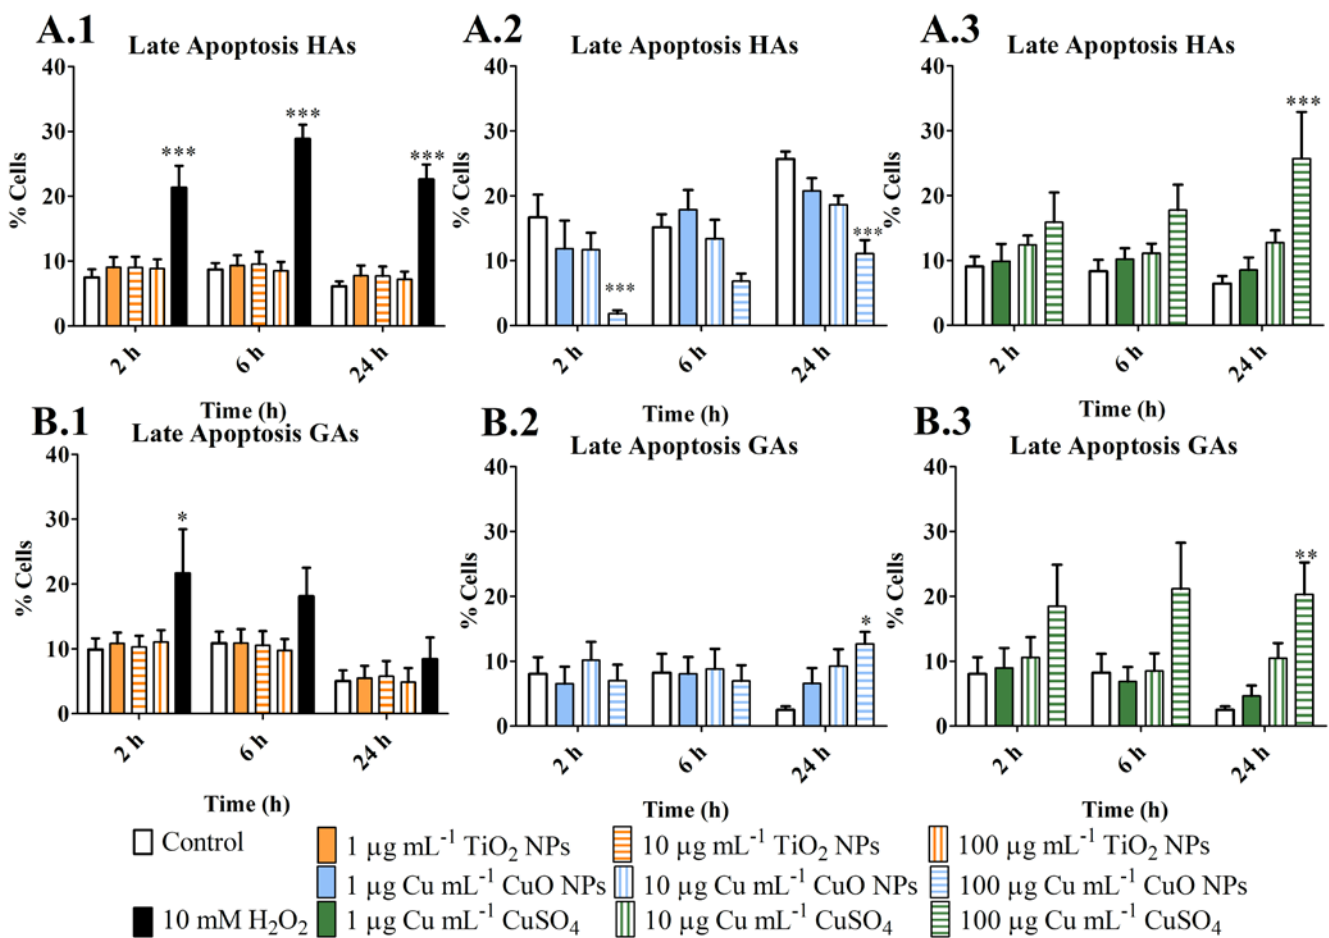 A.1
Late Apoptosis HAs
% Cells
40
30
20
10
0
***
***
***
2 h
6 h
24 h
Time (h)
A.2
Late Apoptosis HAs
% Cells
40
30
20
10
0
***
***
2 h
6 h
24 h
Time (h)
A.3
Late Apoptosis HAs
% Cells
40
30
20
10
0
***
2 h
6 h
24 h
Time (h)
B.1
Late Apoptosis GAs
% Cells
40
30
20
10
0
*
2 h
6 h
24 h
Time (h)
B.2
Late Apoptosis GAs
% Cells
40
30
20
10
0
*
2 h
6 h
24 h
Time (h)
B.3
Late Apoptosis GAs
% Cells
40
30
20
10
0
**
2 h
6 h
24 h
Time (h)
Control
1 µg mL⁻¹ TiO₂ NPs
10 µg mL⁻¹ TiO₂ NPs
100 µg mL⁻¹ TiO₂ NPs
1 µg Cu mL⁻¹ CuO NPs
10 µg Cu mL⁻¹ CuO NPs
100 µg Cu mL⁻¹ CuO NPs
10 mM H₂O₂
1 µg Cu mL⁻¹ CuSO₄
10 µg Cu mL⁻¹ CuSO₄
100 µg Cu mL⁻¹ CuSO₄